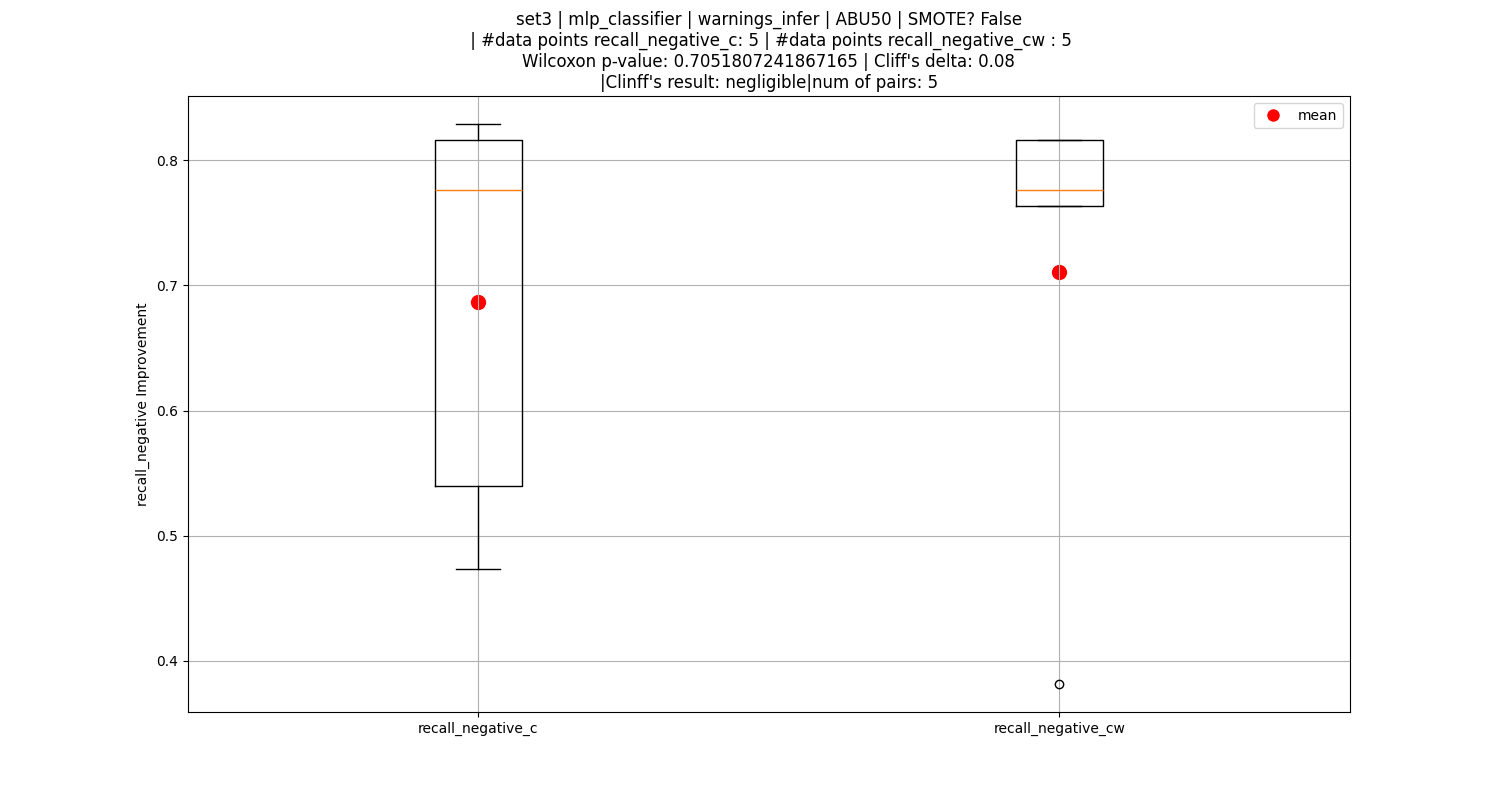 set3 | mlp_classifier | warnings_infer | ABU50 | SMOTE? False
| #data points recall_negative_c: 5 | #data points recall_negative_cw : 5
Wilcoxon p-value: 0.7051807241867165 | Cliff's delta: 0.08
|Clinff's result: negligible|num of pairs: 5
mean
0.8
0.7
0.6
0.5
0.4
recall_negative Improvement
recall_negative_c
recall_negative_cw